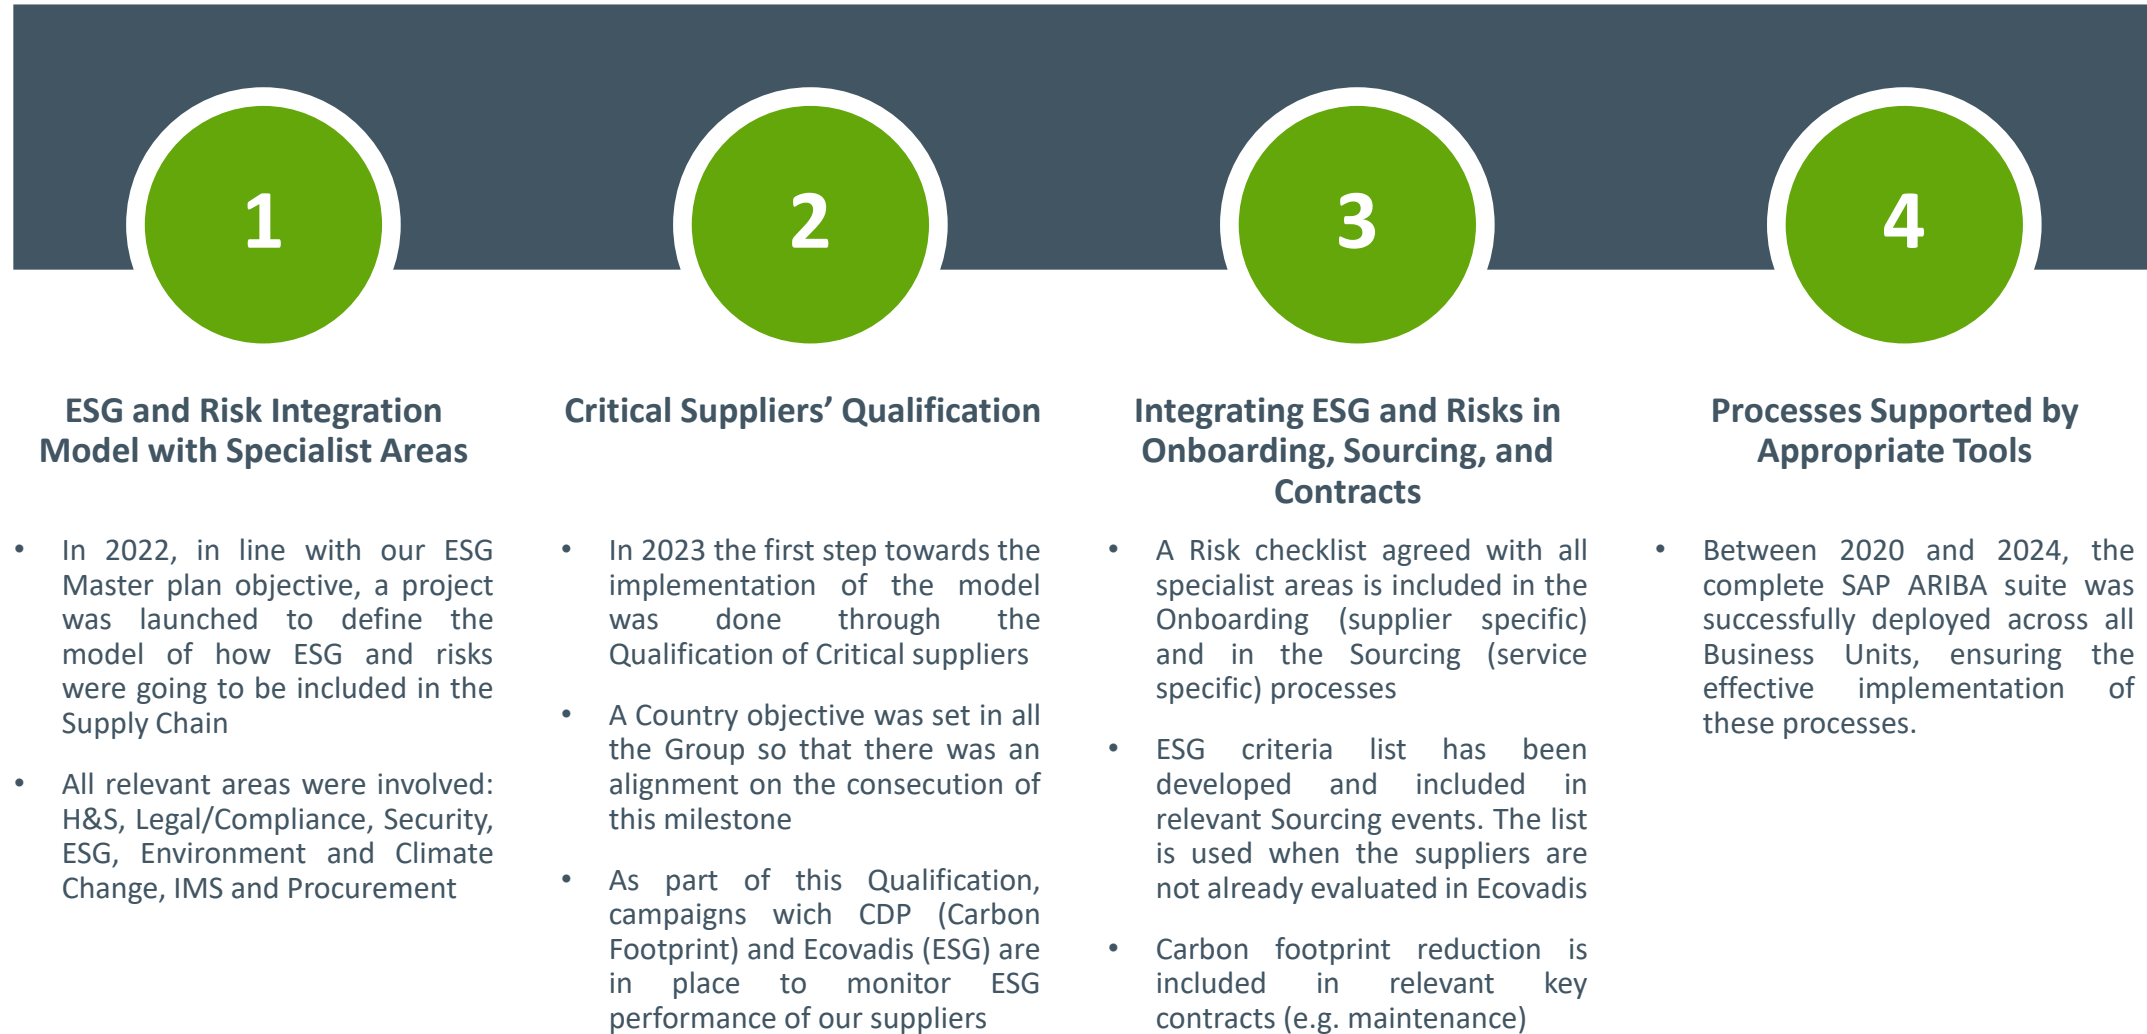 1
ESG and Risk Integration
Model with Specialist Areas
• In 2022, in line with our ESG
Master plan objective, a project
was launched to define the
model of how ESG and risks
were going to be included in the
Supply Chain
• All relevant areas were involved:
H&S, Legal/Compliance, Security,
ESG, Environment and Climate
Change, IMS and Procurement
2
Critical Suppliers’ Qualification
• In 2023 the first step towards the
implementation of the model
was done through the
Qualification of Critical suppliers
• A Country objective was set in all
the Group so that there was an
alignment on the consecution of
this milestone
• As part of this Qualification,
campaigns wich CDP (Carbon
Footprint) and Ecovadis (ESG) are
in place to monitor ESG
performance of our suppliers
3
Integrating ESG and Risks in
Onboarding, Sourcing, and
Contracts
• A Risk checklist agreed with all
specialist areas is included in the
Onboarding (supplier specific)
and in the Sourcing (service
specific) processes
• ESG criteria list has been
developed and included in
relevant Sourcing events. The list
is used when the suppliers are
not already evaluated in Ecovadis
• Carbon footprint reduction is
included in relevant key
contracts (e.g. maintenance)
4
Processes Supported by
Appropriate Tools
• Between 2020 and 2024, the
complete SAP ARIBA suite was
successfully deployed across all
Business Units, ensuring the
effective implementation of
these processes.